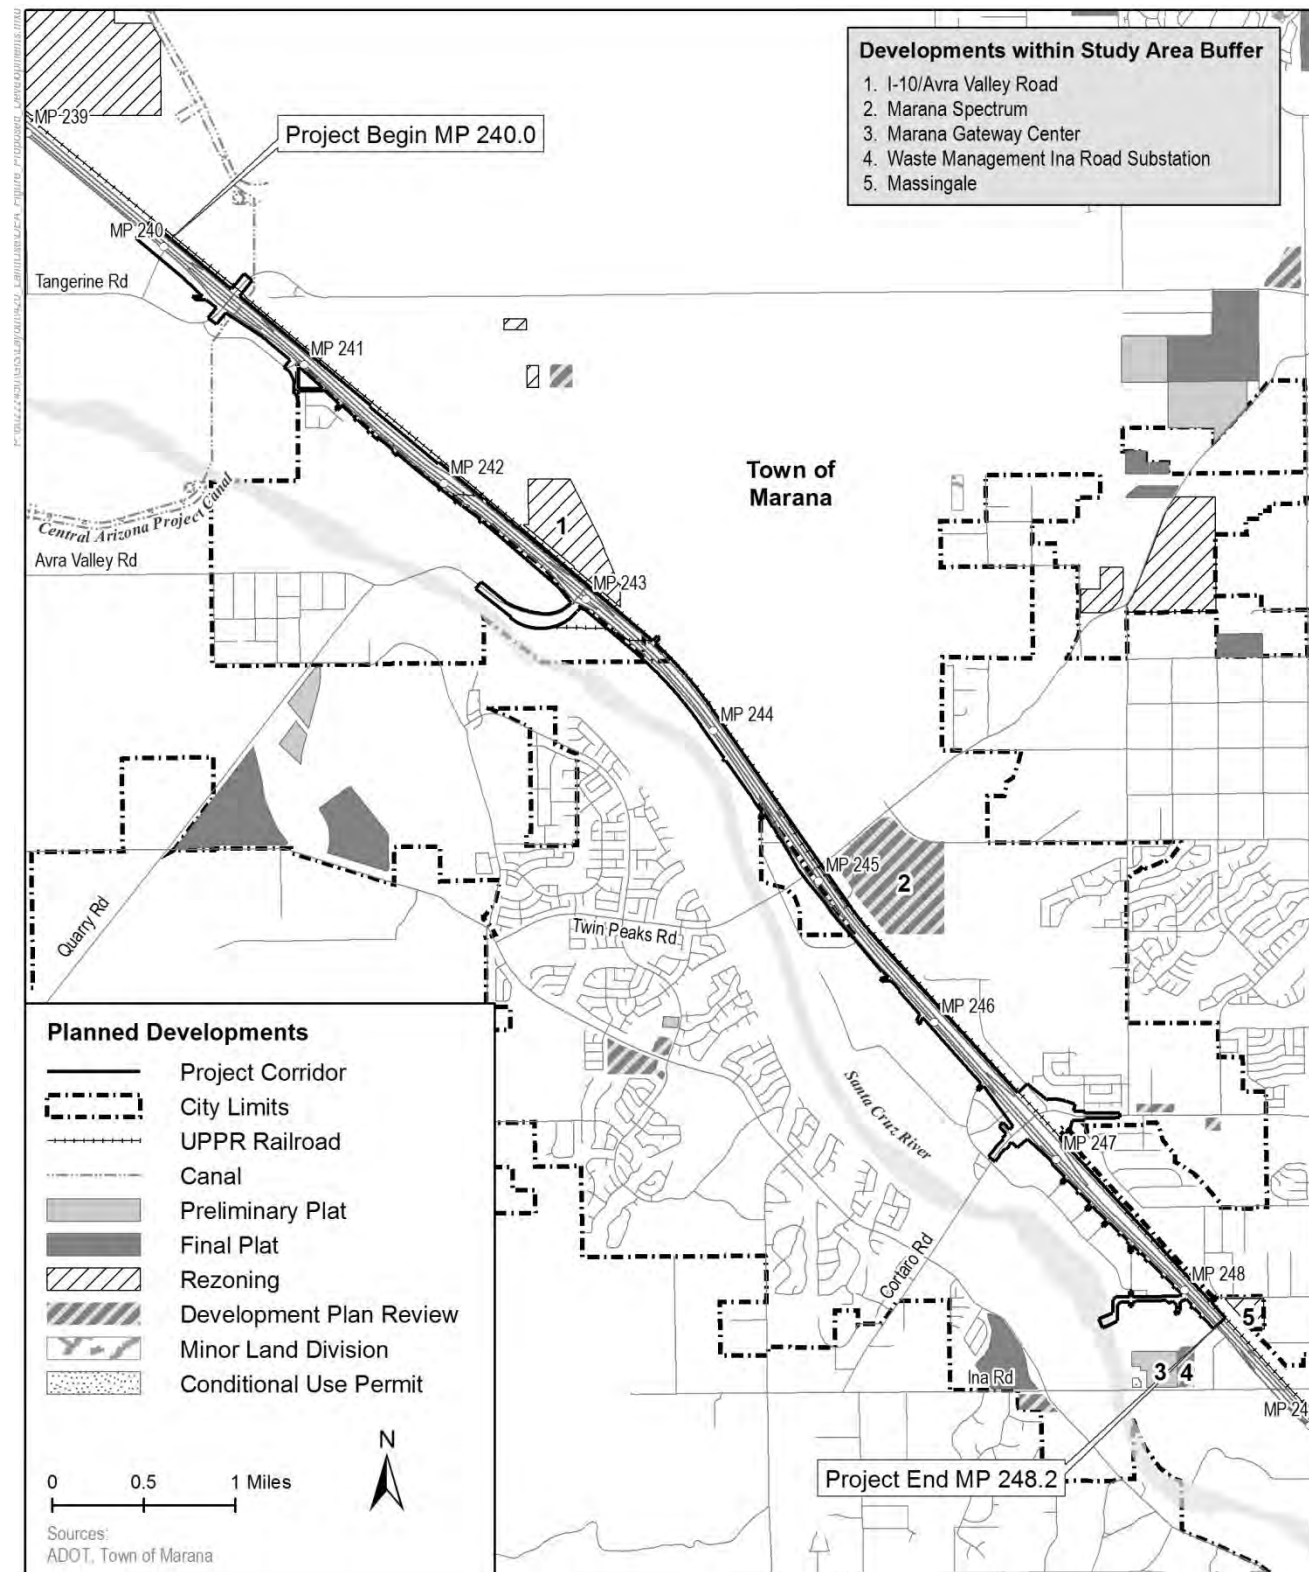 Developments within Study Area Buffer
1. I-10/Avra Valley Road
2. Marana Spectrum
3. Marana Gateway Center
4. Waste Management Ina Road Substation
5. Massingale
MP 239
Project Begin MP 240.0
MP 240
Tangerine Rd
MP 241
MP 242
Town of
Marana
1
Central Arizona Project Canal
Avra Valley Rd
MP 243
MP 244
MP 245
2
Quarry Rd
Twin Peaks Rd
MP 246
Santa Cruz River
MP 247
Cortaro Rd
MP 248
5
3
4
Ina Rd
MP 24
Project End MP 248.2
Planned Developments
Project Corridor
City Limits
UPPR Railroad
Canal
Preliminary Plat
Final Plat
Rezoning
Development Plan Review
Minor Land Division
Conditional Use Permit
N
0 0.5 1 Miles
Sources:
ADOT, Town of Marana